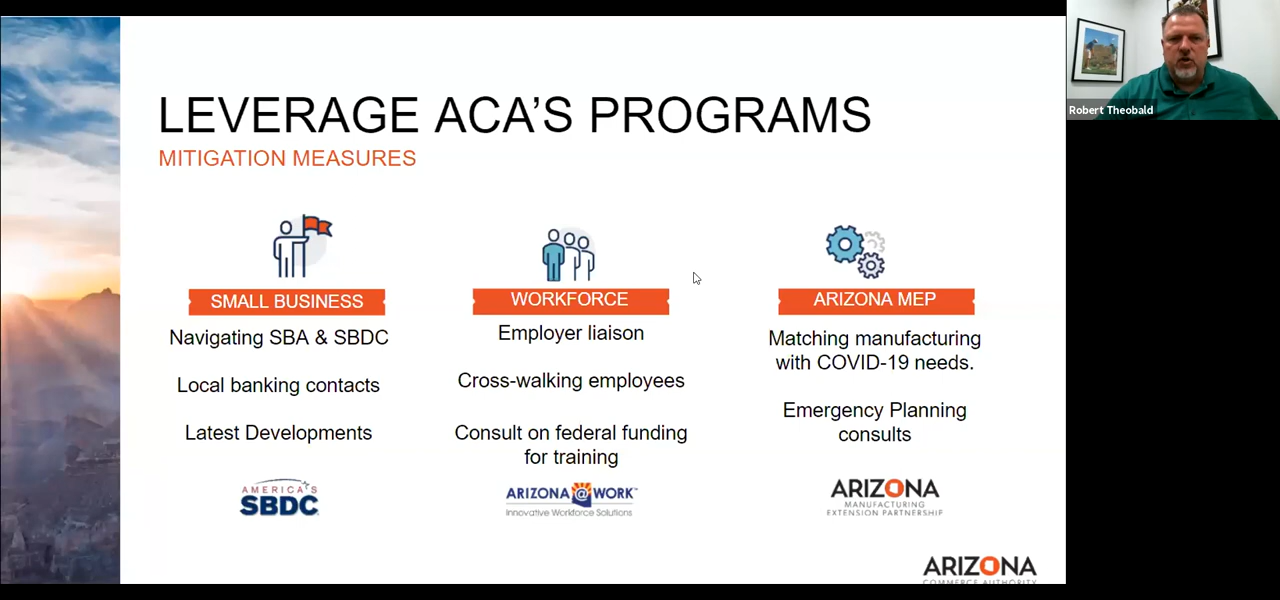 LEVERAGE ACA'S PROGRAMS
MITIGATION MEASURES
SMALL BUSINESS
Navigating SBA & SBDC
Local banking contacts
Latest Developments
AMERICA'S
SBDC
WORKFORCE
Employer liaison
Cross-walking employees
Consult on federal funding
for training
ARIZONA@WORK™
Innovative Workforce Solutions
ARIZONA MEP
Matching manufacturing
with COVID-19 needs.
Emergency Planning
consults
ARIZONA
MANUFACTURING
EXTENSION PARTNERSHIP
ARIZONA
COMMERCE AUTHORITY
Robert Theobald